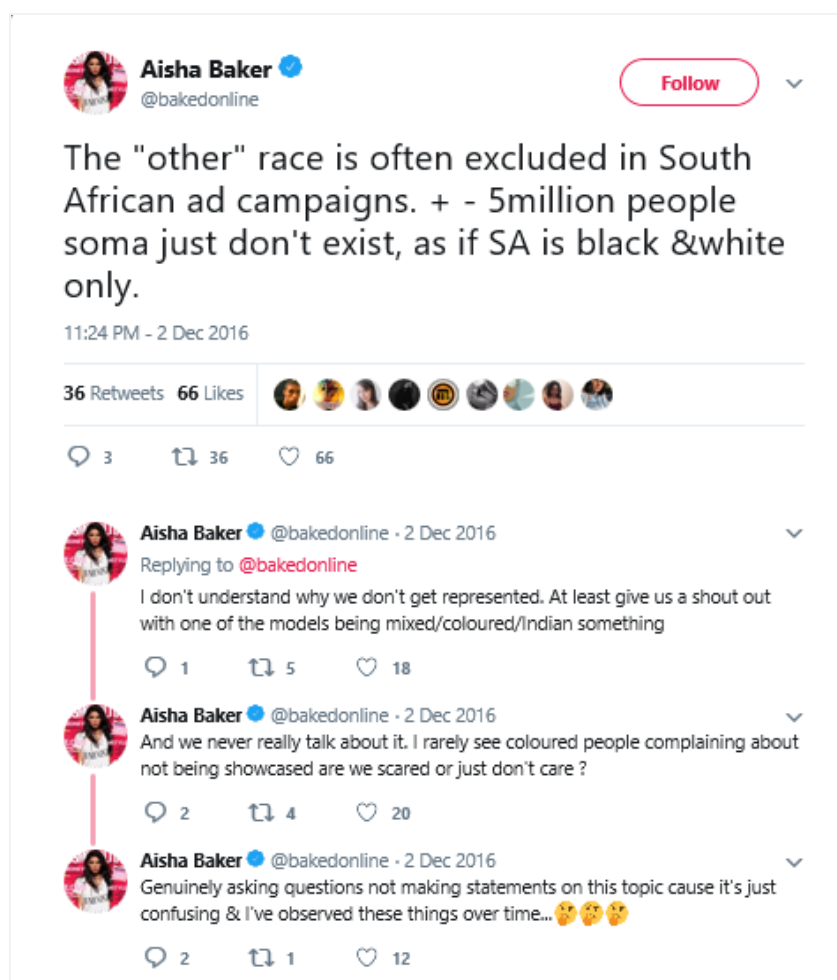 Aisha Baker
@bakedonline
Follow
The "other" race is often excluded in South
African ad campaigns. + - 5million people
soma just don't exist, as if SA is black &white
only.
11:24 PM - 2 Dec 2016
36 Retweets 66 Likes
3 36 66
Aisha Baker @bakedonline · 2 Dec 2016
Replying to @bakedonline
I don't understand why we don't get represented. At least give us a shout out
with one of the models being mixed/coloured/Indian something
1 5 18
Aisha Baker @bakedonline · 2 Dec 2016
And we never really talk about it. I rarely see coloured people complaining about
not being showcased are we scared or just don't care ?
2 4 20
Aisha Baker @bakedonline · 2 Dec 2016
Genuinely asking questions not making statements on this topic cause it's just
confusing & I've observed these things over time...🤔🤔🤔
2 1 12